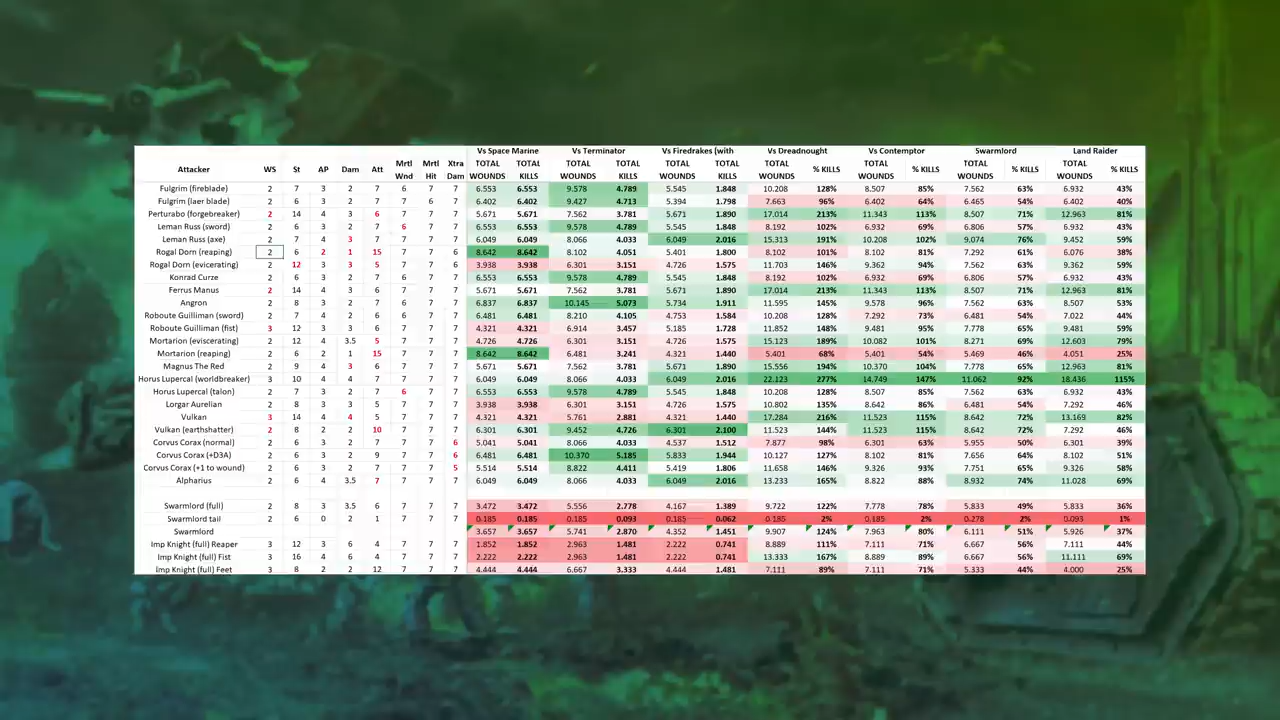 Vs Space Marine Vs Terminator Vs Firedrakes (with Vs Dreadnought Vs Contemptor Swarmlord Land Raider
Attacker WS St AP Dam Att Mrtl Wnd Mrtl Hit Xtra Dam TOTAL WOUNDS TOTAL KILLS TOTAL WOUNDS TOTAL KILLS TOTAL WOUNDS TOTAL KILLS TOTAL WOUNDS % KILLS TOTAL WOUNDS % KILLS TOTAL WOUNDS % KILLS TOTAL WOUNDS % KILLS
Fulgrim (fireblade) 2 7 3 2 7 6 7 7 6.553 6.553 9.578 4.789 5.545 1.848 10.208 128% 8.507 85% 7.562 63% 6.932 43%
Fulgrim (laer blade) 2 6 3 2 7 7 6 7 6.402 6.402 9.427 4.713 5.394 1.798 7.663 96% 6.402 64% 6.465 54% 6.402 40%
Perturabo (forgebreaker) 2 14 4 3 6 7 7 7 5.671 5.671 7.562 3.781 5.671 1.890 17.014 213% 11.343 113% 8.507 71% 12.963 81%
Leman Russ (sword) 2 6 3 2 7 6 7 7 6.553 6.553 9.578 4.789 5.545 1.848 8.192 102% 6.932 69% 6.806 57% 6.932 43%
Leman Russ (axe) 2 7 4 3 7 7 7 7 6.049 6.049 8.066 4.033 6.049 2.016 15.313 191% 10.208 102% 9.074 76% 9.452 59%
Rogal Dorn (reaping) 2 6 2 1 15 7 7 6 8.642 8.642 8.102 4.051 5.401 1.800 8.102 101% 8.102 81% 7.292 61% 6.076 38%
Rogal Dorn (evicerating) 2 12 3 3 5 7 7 6 3.938 3.938 6.301 3.151 4.726 1.575 11.703 146% 9.362 94% 7.562 63% 9.362 59%
Konrad Curze 2 6 3 2 7 6 7 7 6.553 6.553 9.578 4.789 5.545 1.848 8.192 102% 6.932 69% 6.806 57% 6.932 43%
Ferrus Manus 2 14 4 3 6 7 7 7 5.671 5.671 7.562 3.781 5.671 1.890 17.014 213% 11.343 113% 8.507 71% 12.963 81%
Angron 2 8 3 2 7 6 7 7 6.837 6.837 10.145 5.073 5.734 1.911 11.595 145% 9.578 96% 7.562 63% 8.507 53%
Roboute Guilliman (sword) 2 7 4 2 6 6 7 7 6.481 6.481 8.210 4.105 4.753 1.584 10.208 128% 7.292 73% 6.481 54% 7.022 44%
Roboute Guilliman (fist) 3 12 3 3 6 7 7 7 4.321 4.321 6.914 3.457 5.185 1.728 11.852 148% 9.481 95% 7.778 65% 9.481 59%
Mortarion (eviscerating) 2 12 4 3.5 5 7 7 7 4.726 4.726 6.301 3.151 4.726 1.575 15.123 189% 10.082 101% 8.271 69% 12.603 79%
Mortarion (reaping) 2 6 2 1 15 7 7 7 8.642 8.642 6.481 3.241 4.321 1.440 5.401 68% 5.401 54% 5.469 46% 4.051 25%
Magnus The Red 2 9 4 3 6 7 7 7 5.671 5.671 7.562 3.781 5.671 1.890 15.556 194% 10.370 104% 8.507 71% 12.963 81%
Horus Lupercal (worldbreaker) 3 10 4 4 7 7 7 7 6.049 6.049 8.066 4.033 6.049 2.016 22.123 277% 14.749 147% 11.062 92% 18.436 115%
Horus Lupercal (talon) 2 7 3 2 7 6 7 7 6.553 6.553 9.578 4.789 5.545 1.848 10.208 128% 8.507 85% 7.562 63% 6.932 43%
Lorgar Aurelian 2 8 3 3 5 7 7 7 3.938 3.938 6.301 3.151 4.726 1.575 10.802 135% 8.642 86% 6.481 54% 7.292 46%
Vulkan 3 14 4 4 5 7 7 7 4.321 4.321 5.761 2.881 4.321 1.440 17.284 216% 11.523 115% 8.642 72% 13.169 82%
Vulkan (earthshatter) 2 8 2 2 10 7 7 7 6.301 6.301 9.452 4.726 6.301 2.100 11.523 144% 11.523 115% 8.642 72% 7.292 46%
Corvus Corax (normal) 2 6 3 2 7 7 7 6 5.041 5.041 8.066 4.033 4.537 1.512 7.877 98% 6.301 63% 5.955 50% 6.301 39%
Corvus Corax (+D3A) 2 6 3 2 9 7 7 6 6.481 6.481 10.370 5.185 5.833 1.944 10.127 127% 8.102 81% 7.656 64% 8.102 51%
Corvus Corax (+1 to wound) 2 6 3 2 7 7 7 5 5.514 5.514 8.822 4.411 5.419 1.806 11.658 146% 9.326 93% 7.751 65% 9.326 58%
Alpharius 2 6 4 3.5 7 7 7 7 6.049 6.049 8.066 4.033 6.049 2.016 13.233 165% 8.822 88% 8.932 74% 11.028 69%
Swarmlord (full) 2 8 3 3.5 6 7 7 7 3.472 3.472 5.556 2.778 4.167 1.389 9.722 122% 7.778 78% 5.833 49% 5.833 36%
Swarmlord tail 2 6 0 2 1 7 7 7 0.185 0.185 0.185 0.093 0.185 0.062 0.185 2% 0.185 2% 0.278 2% 0.093 1%
Swarmlord 3.657 3.657 5.741 2.870 4.352 1.451 9.907 124% 7.963 80% 6.111 51% 5.926 37%
Imp Knight (full) Reaper 3 12 3 6 4 7 7 7 1.852 1.852 2.963 1.481 2.222 0.741 8.889 111% 7.111 71% 6.667 56% 7.111 44%
Imp Knight (full) Fist 3 16 4 6 4 7 7 7 2.222 2.222 2.963 1.481 2.222 0.741 13.333 167% 8.889 89% 6.667 56% 11.111 69%
Imp Knight (full) Feet 3 8 2 2 12 7 7 7 4.444 4.444 6.667 3.333 4.444 1.481 7.111 89% 7.111 71% 5.333 44% 4.000 25%